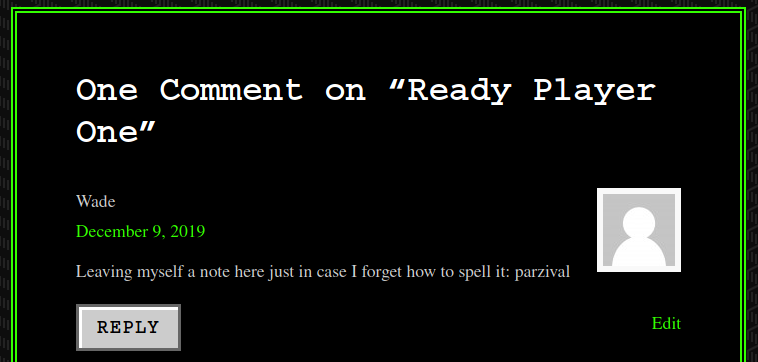 One Comment on “Ready Player
One”
Wade
December 9, 2019
Leaving myself a note here just in case I forget how to spell it: parzival
REPLY
Edit